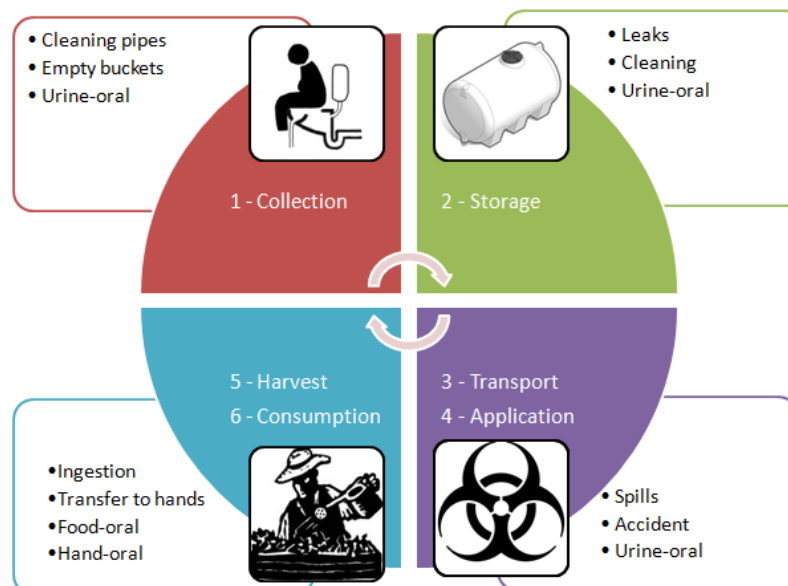 • Cleaning pipes
• Empty buckets
• Urine-oral
1 - Collection
• Leaks
• Cleaning
• Urine-oral
2 - Storage
5 - Harvest
6 - Consumption
•Ingestion
•Transfer to hands
•Food-oral
•Hand-oral
3 - Transport
4 - Application
• Spills
• Accident
• Urine-oral